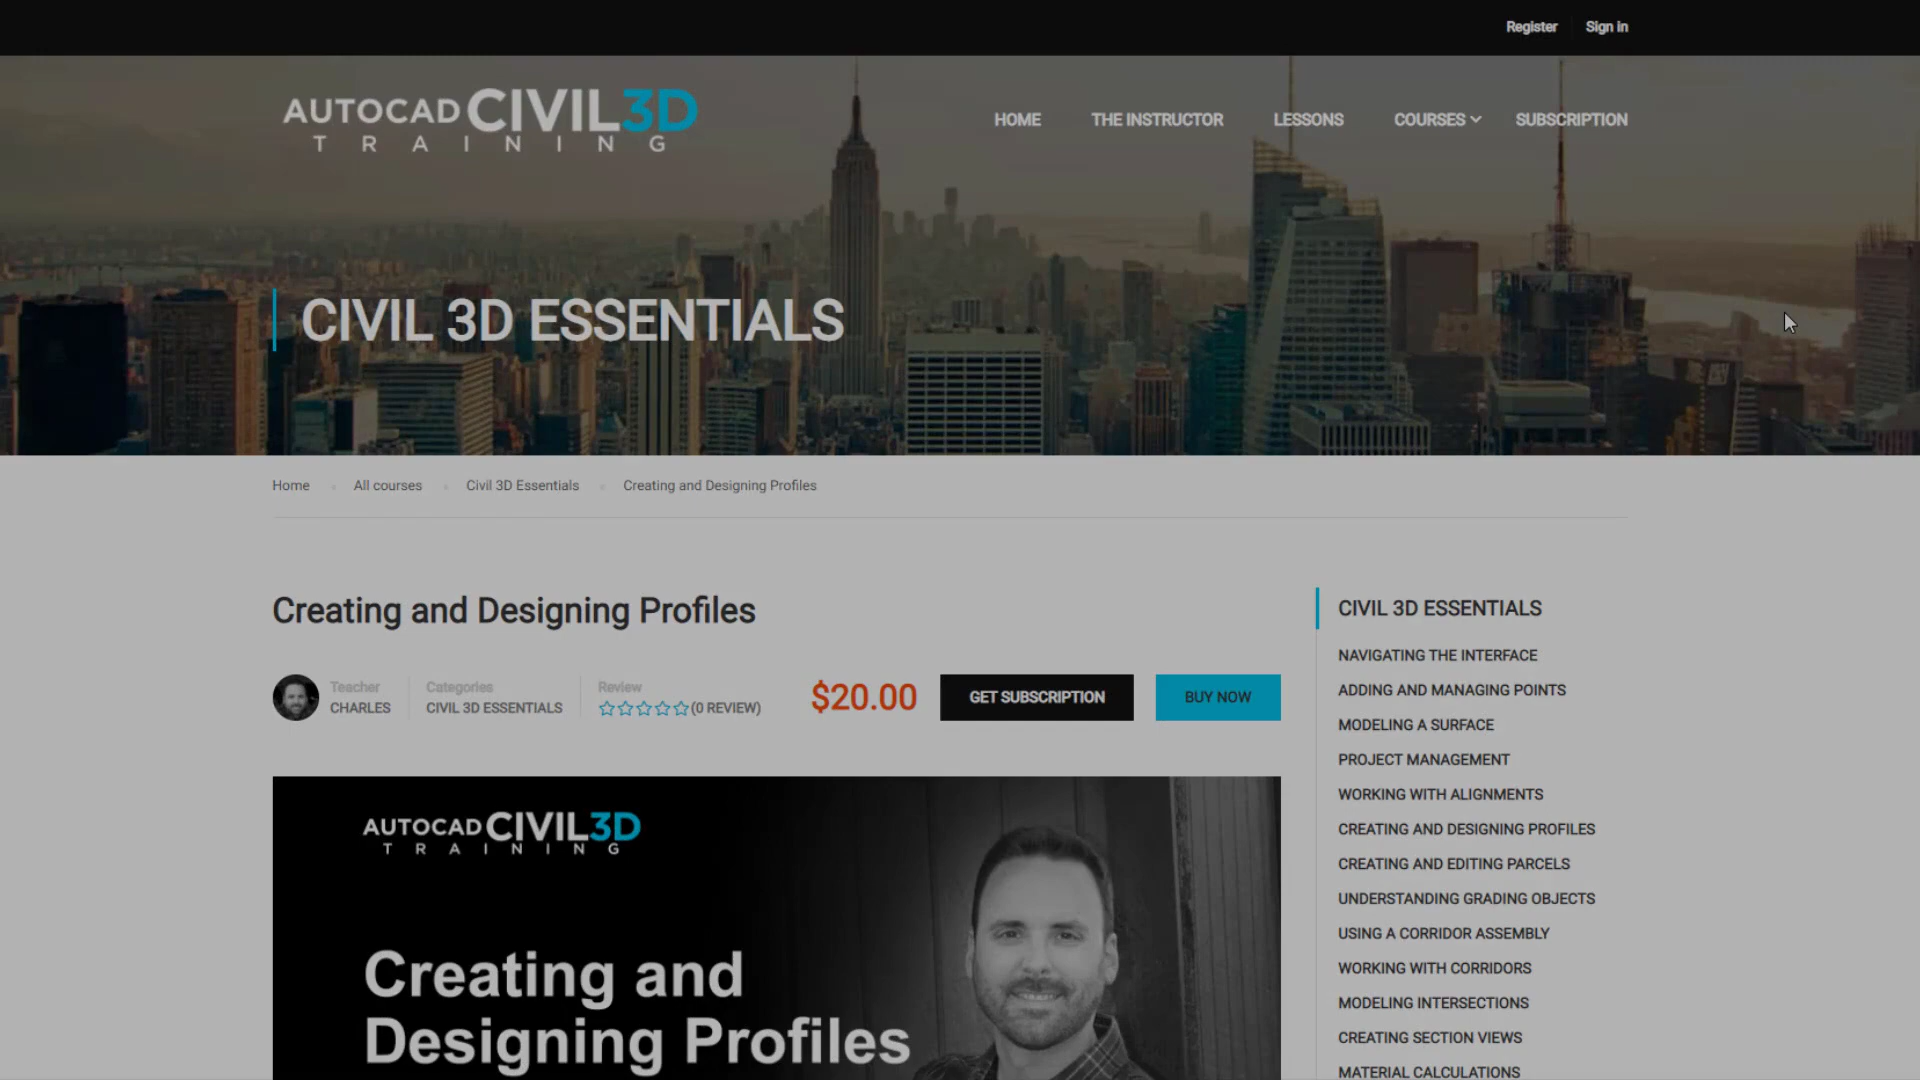 Register
Sign in
AUTOCAD CIVIL3D
TRAINING
HOME
THE INSTRUCTOR
LESSONS
COURSES
SUBSCRIPTION
CIVIL 3D ESSENTIALS
Home
All courses
Civil 3D Essentials
Creating and Designing Profiles
Creating and Designing Profiles
Teacher
CHARLES
Categories
CIVIL 3D ESSENTIALS
Review
(0 REVIEW)
$20.00
GET SUBSCRIPTION
BUY NOW
AUTOCAD CIVIL3D
TRAINING
Creating and
Designing Profiles
CIVIL 3D ESSENTIALS
NAVIGATING THE INTERFACE
ADDING AND MANAGING POINTS
MODELING A SURFACE
PROJECT MANAGEMENT
WORKING WITH ALIGNMENTS
CREATING AND DESIGNING PROFILES
CREATING AND EDITING PARCELS
UNDERSTANDING GRADING OBJECTS
USING A CORRIDOR ASSEMBLY
WORKING WITH CORRIDORS
MODELING INTERSECTIONS
CREATING SECTION VIEWS
MATERIAL CALCULATIONS